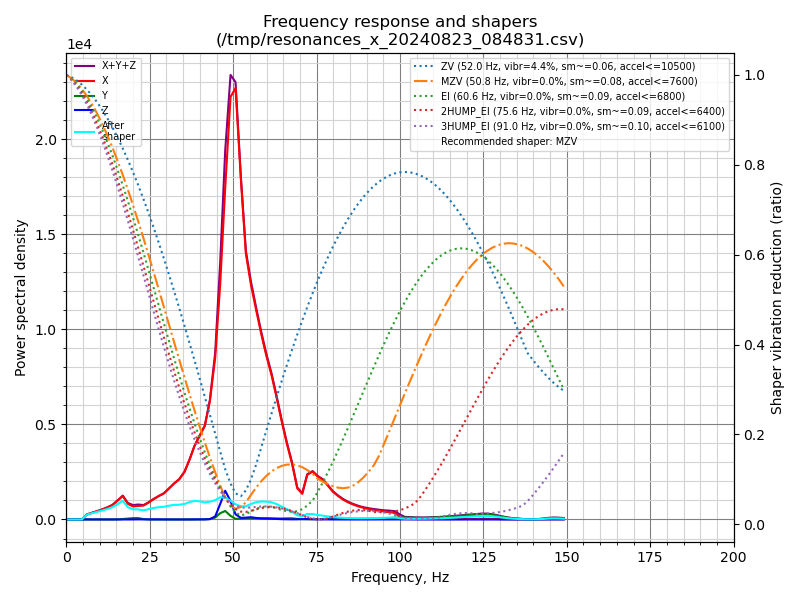 Frequency response and shapers
(/tmp/resonances_x_20240823_084831.csv)
1e4
X+Y+Z
X
Y
Z
After
shaper
ZV (52.0 Hz, vibr=4.4%, sm~=0.06, accel<=10500)
MZV (50.8 Hz, vibr=0.0%, sm~=0.08, accel<=7600)
EI (60.6 Hz, vibr=0.0%, sm~=0.09, accel<=6800)
2HUMP_EI (75.6 Hz, vibr=0.0%, sm~=0.09, accel<=6400)
3HUMP_EI (91.0 Hz, vibr=0.0%, sm~=0.10, accel<=6100)
Recommended shaper: MZV
Power spectral density
2.0
1.5
1.0
0.5
0.0
1.0
0.8
0.6
0.4
0.2
0.0
Shaper vibration reduction (ratio)
0 25 50 75 100 125 150 175 200
Frequency, Hz